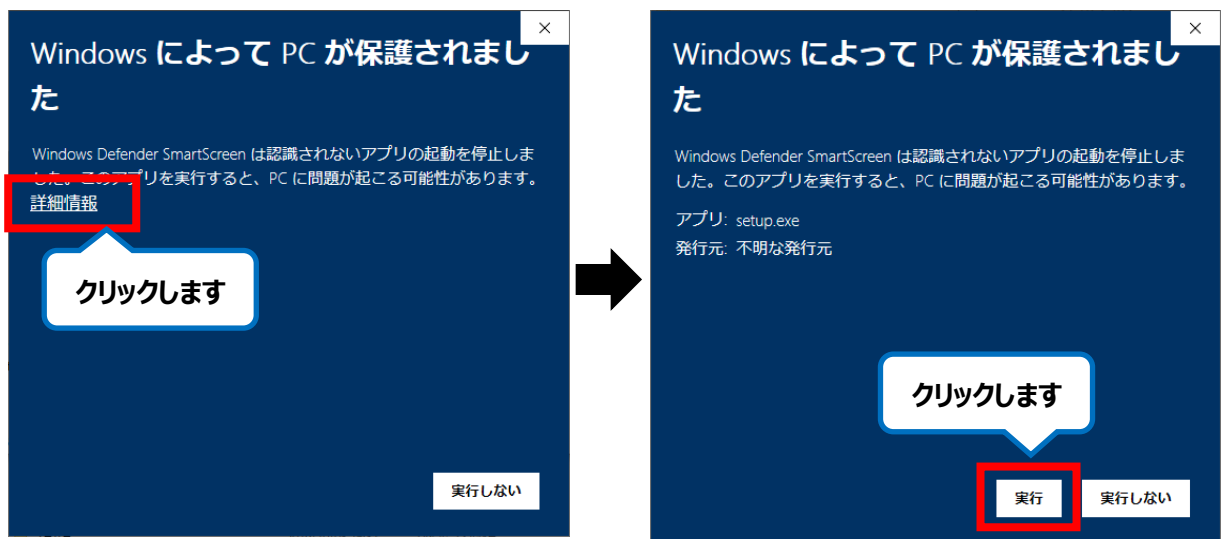 Windows によって PC が保護されまし
た
Windows Defender SmartScreen は認識されないアプリの起動を停止しま
した。このアプリを実行すると、PC に問題が起こる可能性があります。
詳細情報
クリックします
実行しない
Windows によって PC が保護されまし
た
Windows Defender SmartScreen は認識されないアプリの起動を停止しま
した。このアプリを実行すると、PC に問題が起こる可能性があります。
アプリ: setup.exe
発行元: 不明な発行元
クリックします
実行
実行しない